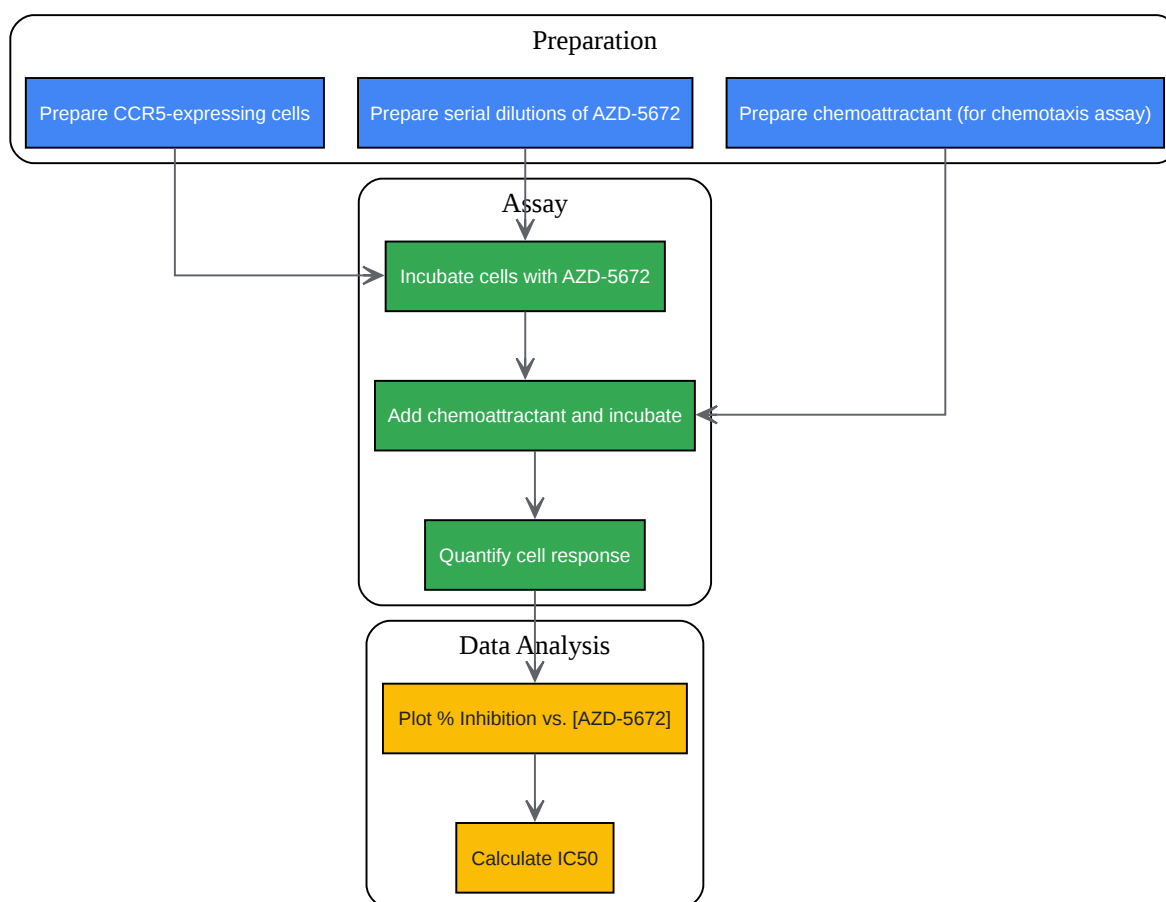 Preparation
Prepare CCR5-expressing cells
Prepare serial dilutions of AZD-5672
Prepare chemoattractant (for chemotaxis assay)
Assay
Incubate cells with AZD-5672
Add chemoattractant and incubate
Quantify cell response
Data Analysis
Plot % Inhibition vs. [AZD-5672]
Calculate IC50